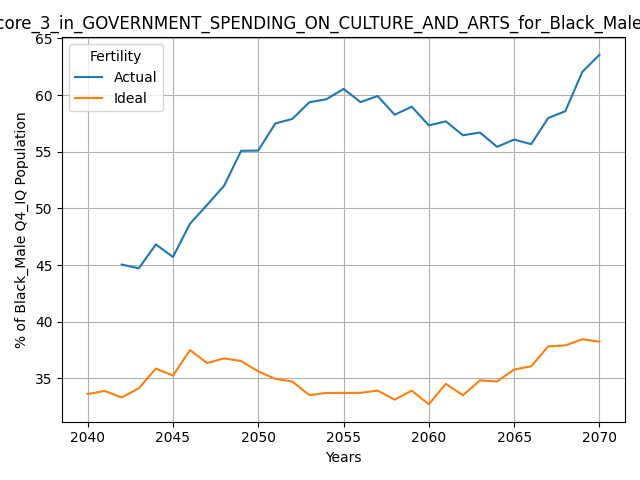 core_3_in_GOVERNMENT_SPENDING_ON_CULTURE_AND_ARTS_for_Black_Male
Fertility
Actual
Ideal
% of Black_Male Q4_IQ Population
65
60
55
50
45
40
35
2040 2045 2050 2055 2060 2065 2070
Years